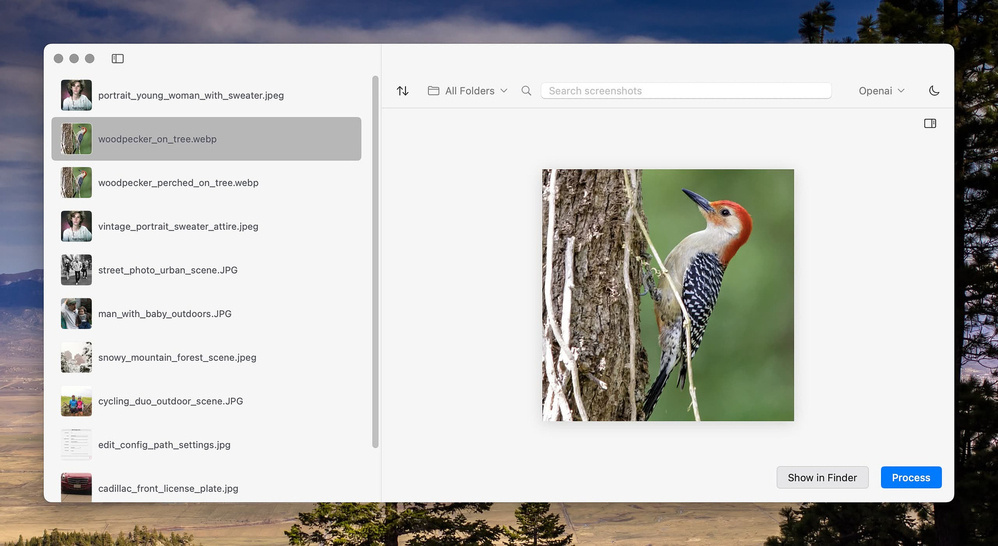 portrait_young_woman_with_sweater.jpeg
woodpecker_on_tree.webp
woodpecker_perched_on_tree.webp
vintage_portrait_sweater_attire.jpeg
street_photo_urban_scene.JPG
man_with_baby_outdoors.JPG
snowy_mountain_forest_scene.jpeg
cycling_duo_outdoor_scene.JPG
edit_config_path_settings.jpg
cadillac_front_license_plate.jpg
All Folders
Search screenshots
Openai
Show in Finder
Process